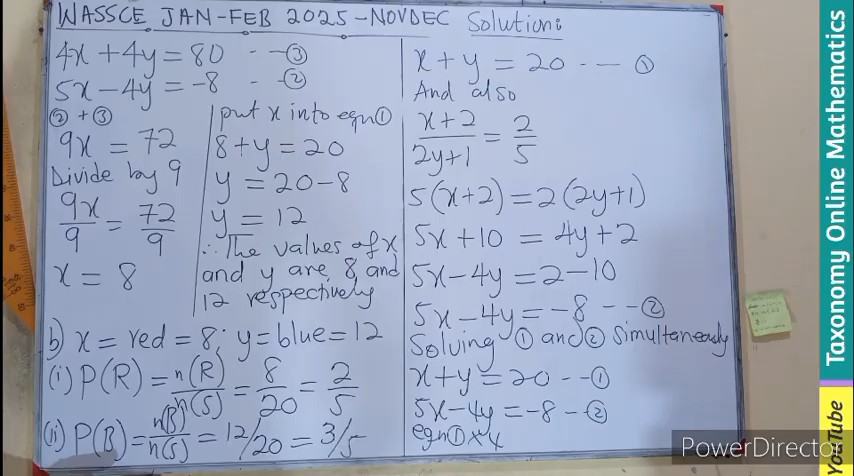 WASSCE JAN-FEB 2025-NOVDEC Solution:
x + y = 20 --- ①
And also
x+2/2y+1 = 2/5
5(x+2) = 2(2y+1)
5x+10 = 4y+2
5x-4y = 2-10
5x-4y = -8 --②
Solving ① and ② simultaneously
x+y = 20 --①
5x-4y = -8 -②
eqn① x 4
4x + 4y = 80 --③
5x - 4y = -8 -②
② + ③
9x = 72
Divide by 9
9x/9 = 72/9
x = 8
put x into eqn①
8+y = 20
y = 20-8
y = 12
∴ The values of x
and y are 8 and
12 respectively
b) x = red = 8; y = blue = 12
(i) P(R) = n(R)/n(S) = 8/20 = 2/5
(ii) P(B) = n(B)/n(S) = 12/20 = 3/5
Taxonomy Online Mathematics
YouTube
PowerDirector